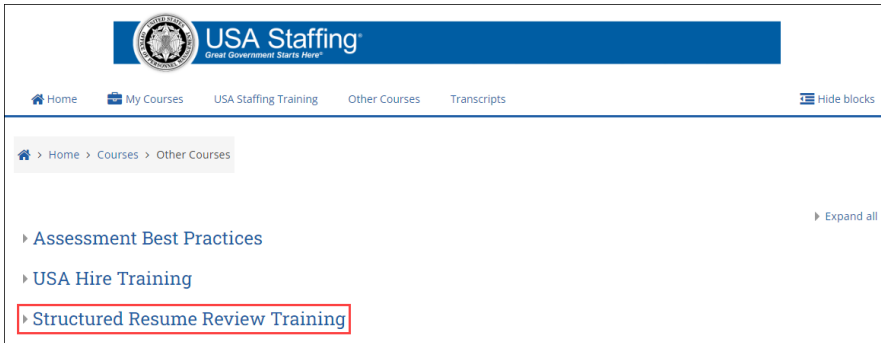 USA Staffing®
Great Government Starts Here®
Home My Courses USA Staffing Training Other Courses Transcripts Hide blocks
> Home > Courses > Other Courses
Expand all
Assessment Best Practices
USA Hire Training
Structured Resume Review Training